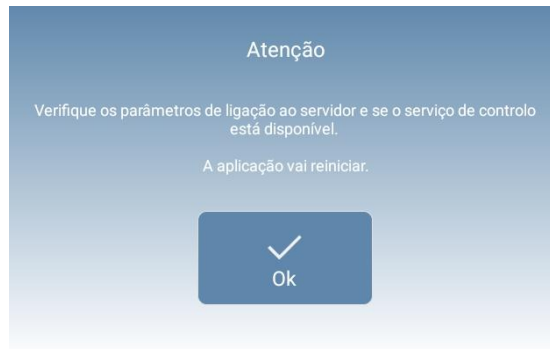 Atenção
Verifique os parâmetros de ligação ao servidor e se o serviço de controlo
está disponível.
A aplicação vai reiniciar.
Ok